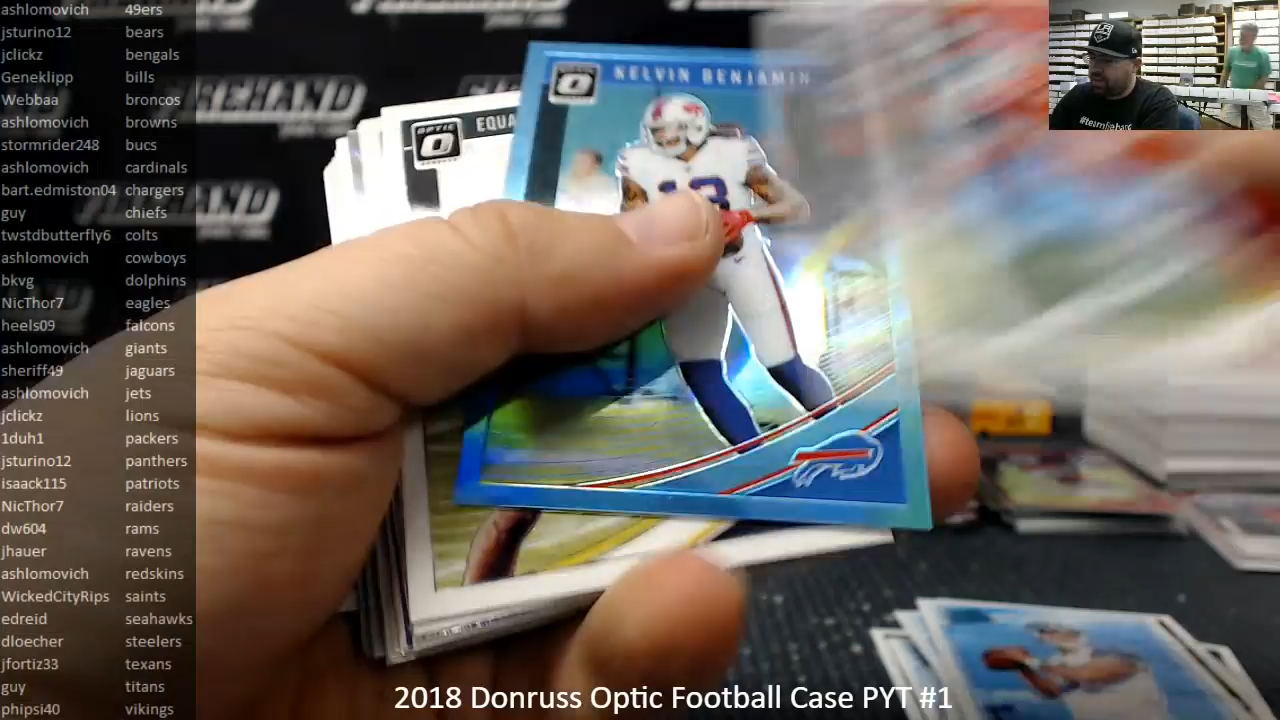 ashlomovich 49ers
jsturino12 bears
jclickz bengals
Geneklipp bills
Webbaa broncos
ashlomovich browns
stormrider248 bucs
ashlomovich cardinals
bart.edmiston04 chargers
guy chiefs
twstdbutterfly6 colts
ashlomovich cowboys
bkvg dolphins
NicThor7 eagles
heels09 falcons
ashlomovich giants
sheriff49 jaguars
ashlomovich jets
jclickz lions
1duh1 packers
jsturino12 panthers
isaack115 patriots
NicThor7 raiders
dw604 rams
jhauer ravens
ashlomovich redskins
WickedCityRips saints
edreid seahawks
dloecher steelers
jfortiz33 texans
guy titans
phipsi40 vikings
KELVIN BENJAMIN
OPTIC EQUA
2018 Donruss Optic Football Case PYT #1